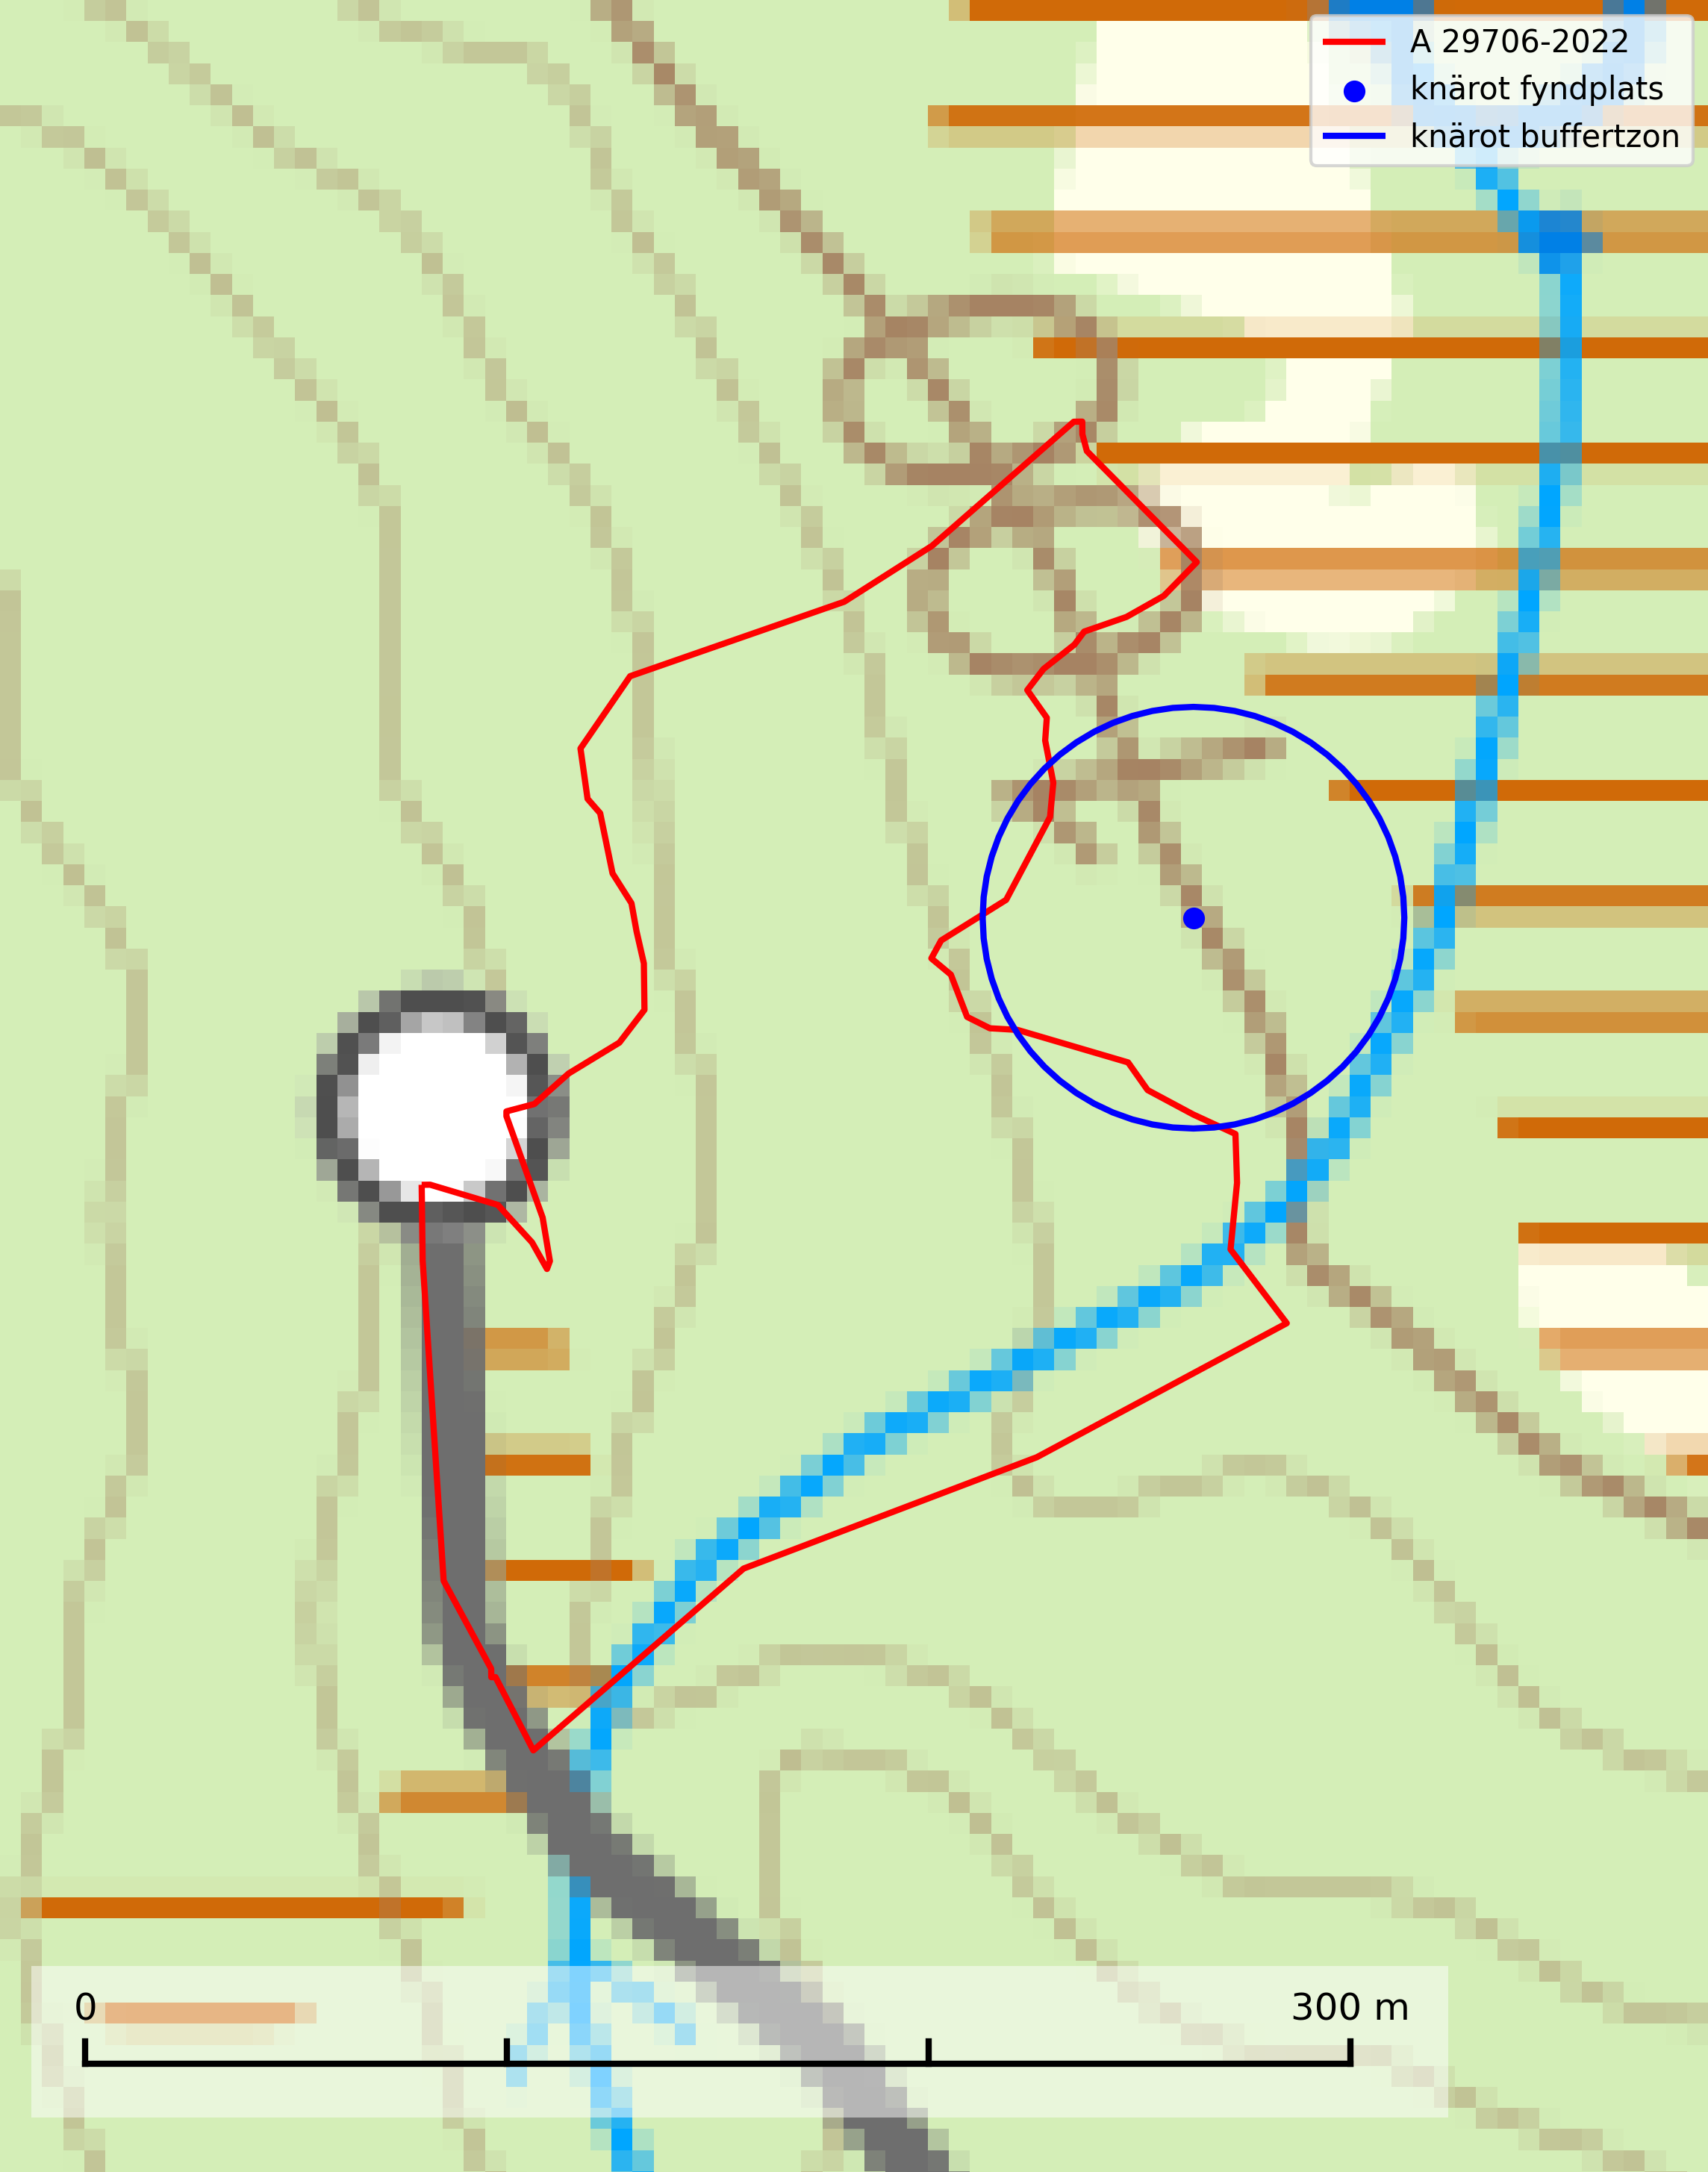 A 29706-2022
knärot fyndplats
knärot buffertzon
0
300 m